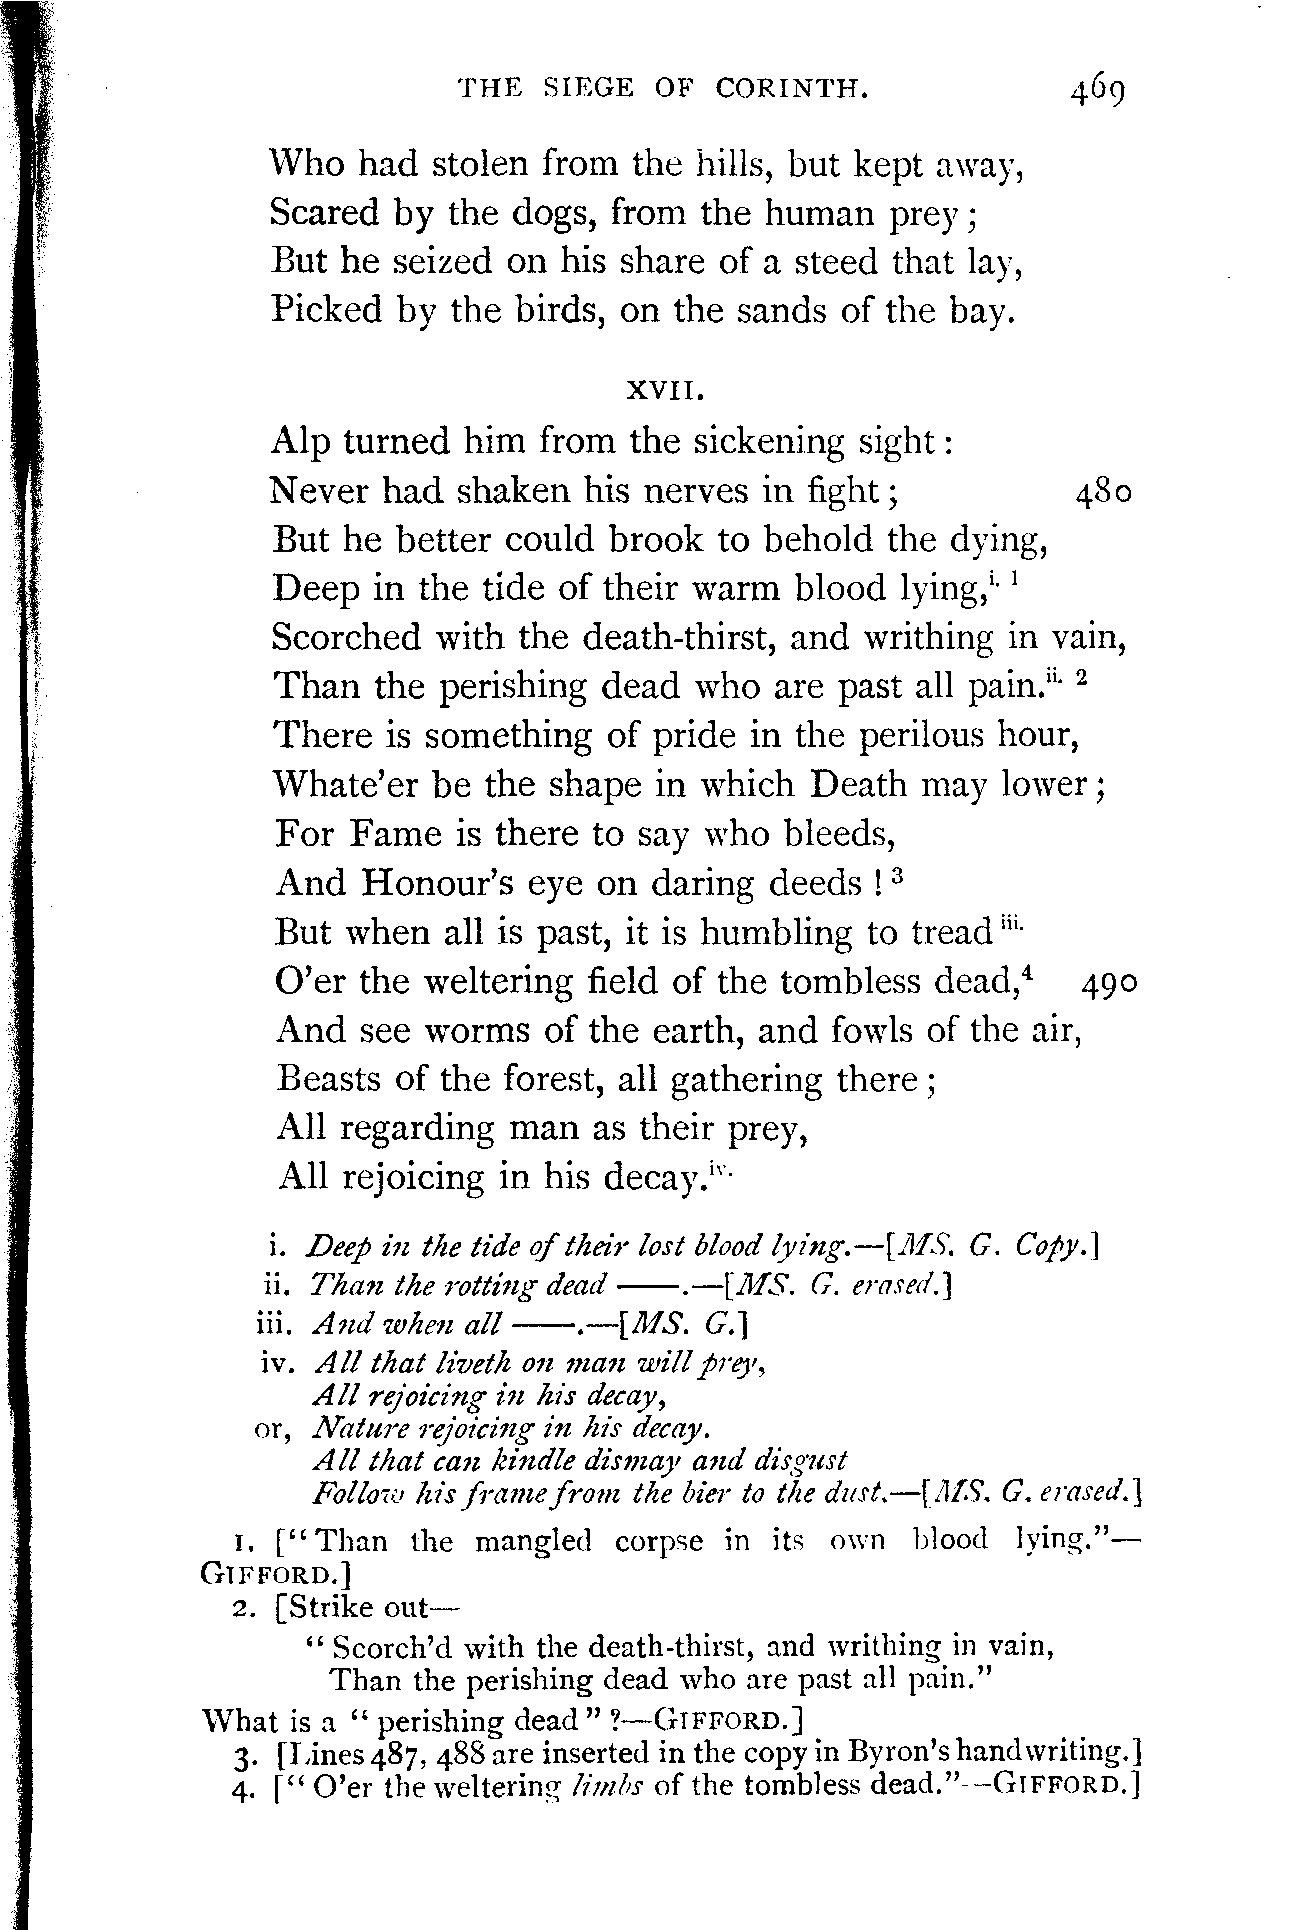 THE SIEGE OF CORINTH. 469
Who had stolen from the hills, but kept away,
Scared by the dogs, from the human prey;
But he seized on his share of a steed that lay,
Picked by the birds, on the sands of the bay.
XVII.
Alp turned him from the sickening sight:
Never had shaken his nerves in fight; 480
But he better could brook to behold the dying,
Deep in the tide of their warm blood lying,i. 1
Scorched with the death-thirst, and writhing in vain,
Than the perishing dead who are past all pain.ii. 2
There is something of pride in the perilous hour,
Whate'er be the shape in which Death may lower;
For Fame is there to say who bleeds,
And Honour's eye on daring deeds! 3
But when all is past, it is humbling to tread iii.
O'er the weltering field of the tombless dead,4 490
And see worms of the earth, and fowls of the air,
Beasts of the forest, all gathering there;
All regarding man as their prey,
All rejoicing in his decay.iv.
i. Deep in the tide of their lost blood lying.—[MS. G. Copy.]
ii. Than the rotting dead ——.—[MS. G. erased.]
iii. And when all ——.—[MS. G.]
iv. All that liveth on man will prey,
All rejoicing in his decay,
or, Nature rejoicing in his decay.
All that can kindle dismay and disgust
Follow his frame from the bier to the dust.—[MS. G. erased.]
1. ["Than the mangled corpse in its own blood lying."—
GIFFORD.]
2. [Strike out—
"Scorch'd with the death-thirst, and writhing in vain,
Than the perishing dead who are past all pain."
What is a "perishing dead"?—GIFFORD.]
3. [Lines 487, 488 are inserted in the copy in Byron's handwriting.]
4. ["O'er the weltering limbs of the tombless dead."—GIFFORD.]